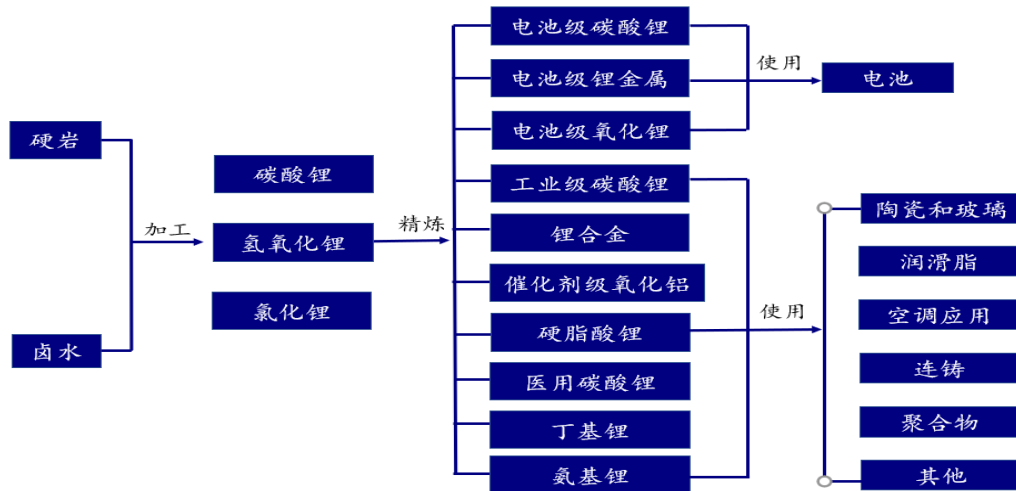 硬岩
卤水
加工
碳酸锂
氢氧化锂
氯化锂
精炼
电池级碳酸锂
电池级锂金属
电池级氧化锂
工业级碳酸锂
锂合金
催化剂级氧化铝
硬脂酸锂
医用碳酸锂
丁基锂
氨基锂
使用
电池
使用
陶瓷和玻璃
润滑脂
空调应用
连铸
聚合物
其他